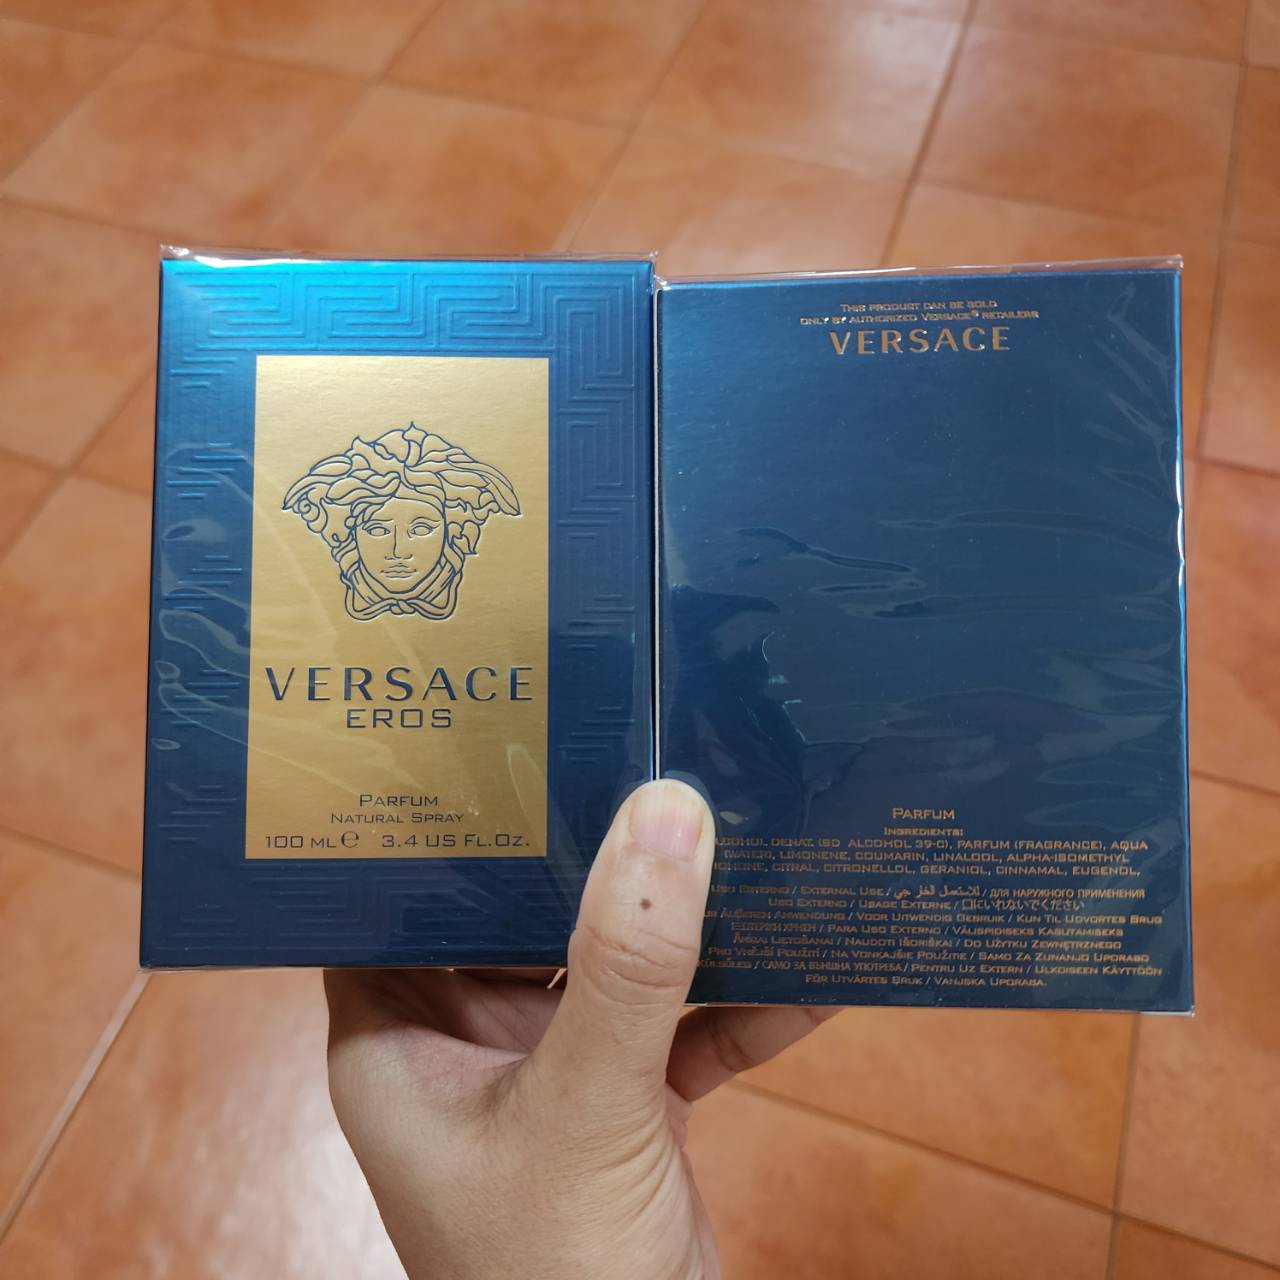 VERSACE
EROS
PARFUM
NATURAL SPRAY
100 ML ℮ 3.4 US FL.OZ.
THIS PRODUCT CAN BE SOLD
ONLY BY AUTHORIZED VERSACE® RETAILERS
VERSACE
PARFUM
INGREDIENTS:
DENAT. (SD ALCOHOL 39-C), PARFUM (FRAGRANCE), AQUA
(WATER), LIMONENE, COUMARIN, LINALOOL, ALPHA-ISOMETHYL
CITRAL, CITRONELLOL, GERANIOL, CINNAMAL, EUGENOL,
USO EXTERNO / EXTERNAL USE / للاستعمال الخارجي / ДЛЯ НАРУЖНОГО ПРИМЕНЕНИЯ
USO EXTERNO / USAGE EXTERNE / 口にいれないでください
ÄUßEREN ANWENDUNG / VOOR UITWENDIG GEBRUIK / KUN TIL UDVORTES BRUG
ΕΞΩΤΕΡΙΚΗ ΧΡΗΣΗ / PARA USO EXTERNO / VÄLISPIDISEKS KASUTAMISEKS
ĀRĪGAI LIETOŠANAI / NAUDOTI IŠORIŠKAI / DO UŻYTKU ZEWNĘTRZNEGO
PRO VNĚJŠÍ POUŽITÍ / NA VONKAJŠIE POUŽITIE / SAMO ZA ZUNANJO UPORABO
/ САМО ЗА ВЪНШНА УПОТРЕБА / PENTRU UZ EXTERN / ULKOISEEN KÄYTTÖÖN
FÖR UTVÄRTES BRUK / VANJSKA UPORABA.